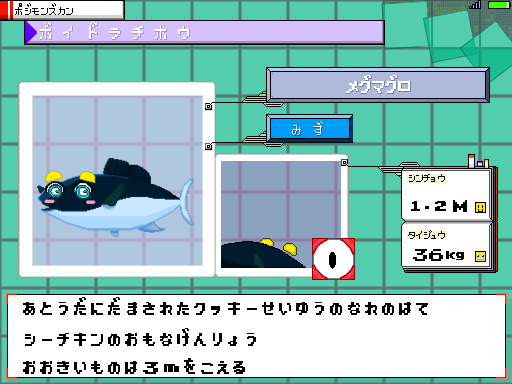 ポジモンズカン
ボイドラチホウ
メグマグロ
みず
シンチョウ
1.2M
タイジュウ
36kg
あとうだにだまされたクッキーせいゆうのなれのはて
シーチキンのおもなげんりょう
おおきいものは3mをこえる